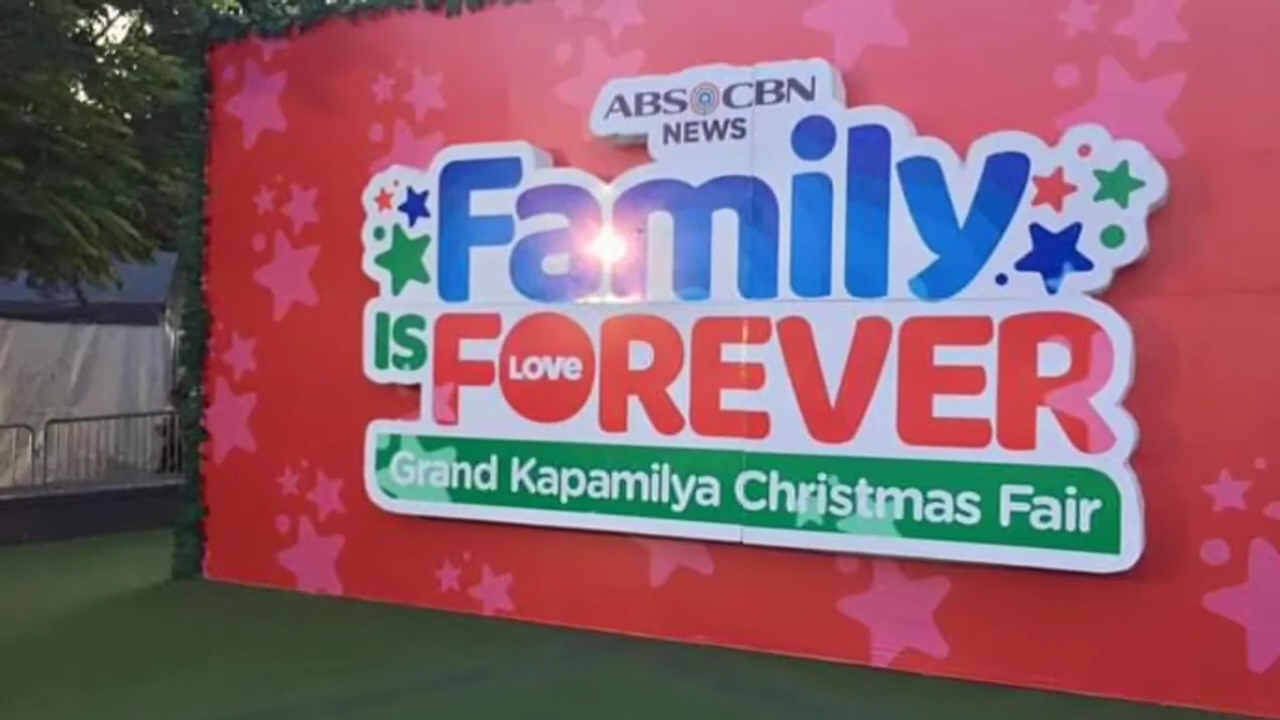 ABS CBN
NEWS
Family
IS FOREVER
LOVE
Grand Kapamilya Christmas Fair